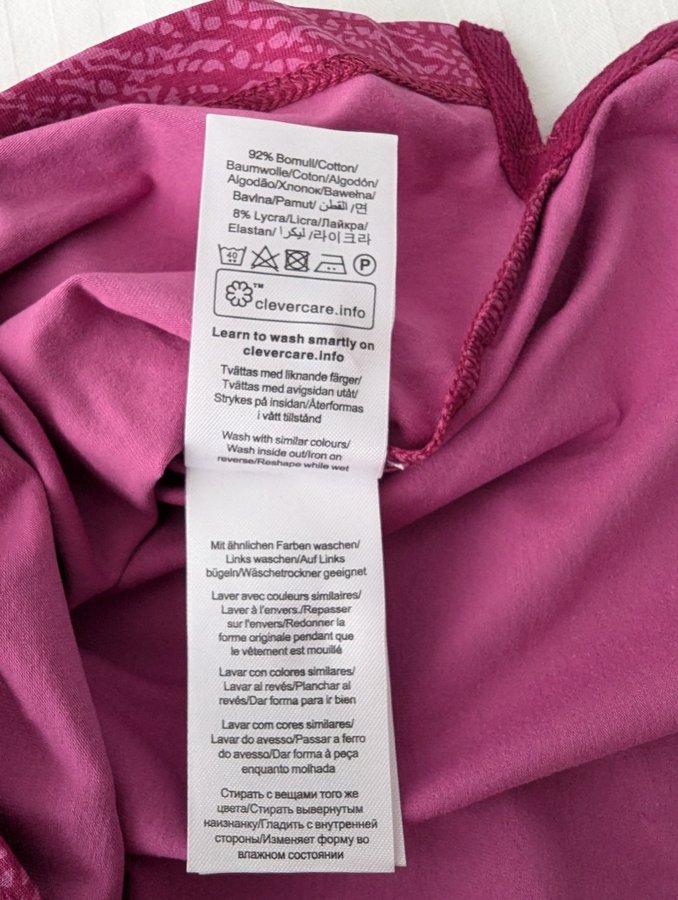 92% Bomull/Cotton/
Baumwolle/Coton/Algodón/
Algodão/Хлопок/Bawełna/
Bavlna/Pamut/ القطن /면
8% Lycra/Licra/Лайкра/
Elastan/ ليكرا /라이크라
40 P
™
clevercare.info
Learn to wash smartly on
clevercare.info
Tvättas med liknande färger/
Tvättas med avigsidan utåt/
Strykes på insidan/Återformas
i vått tillstånd
Wash with similar colours/
Wash inside out/Iron on
reverse/Reshape while wet
Mit ähnlichen Farben waschen/
Links waschen/Auf Links
bügeln/Wäschetrockner geeignet
Laver avec couleurs similaires/
Laver à l'envers./Repasser
sur l'envers/Redonner la
forme originale pendant que
le vêtement est mouillé
Lavar con colores similares/
Lavar al revés/Planchar al
revés/Dar forma para ir bien
Lavar com cores similares/
Lavar do avesso/Passar a ferro
do avesso/Dar forma à peça
enquanto molhada
Стирать с вещами того же
цвета/Стирать вывернутым
наизнанку/Гладить с внутренней
стороны/Изменяет форму во
влажном состоянии